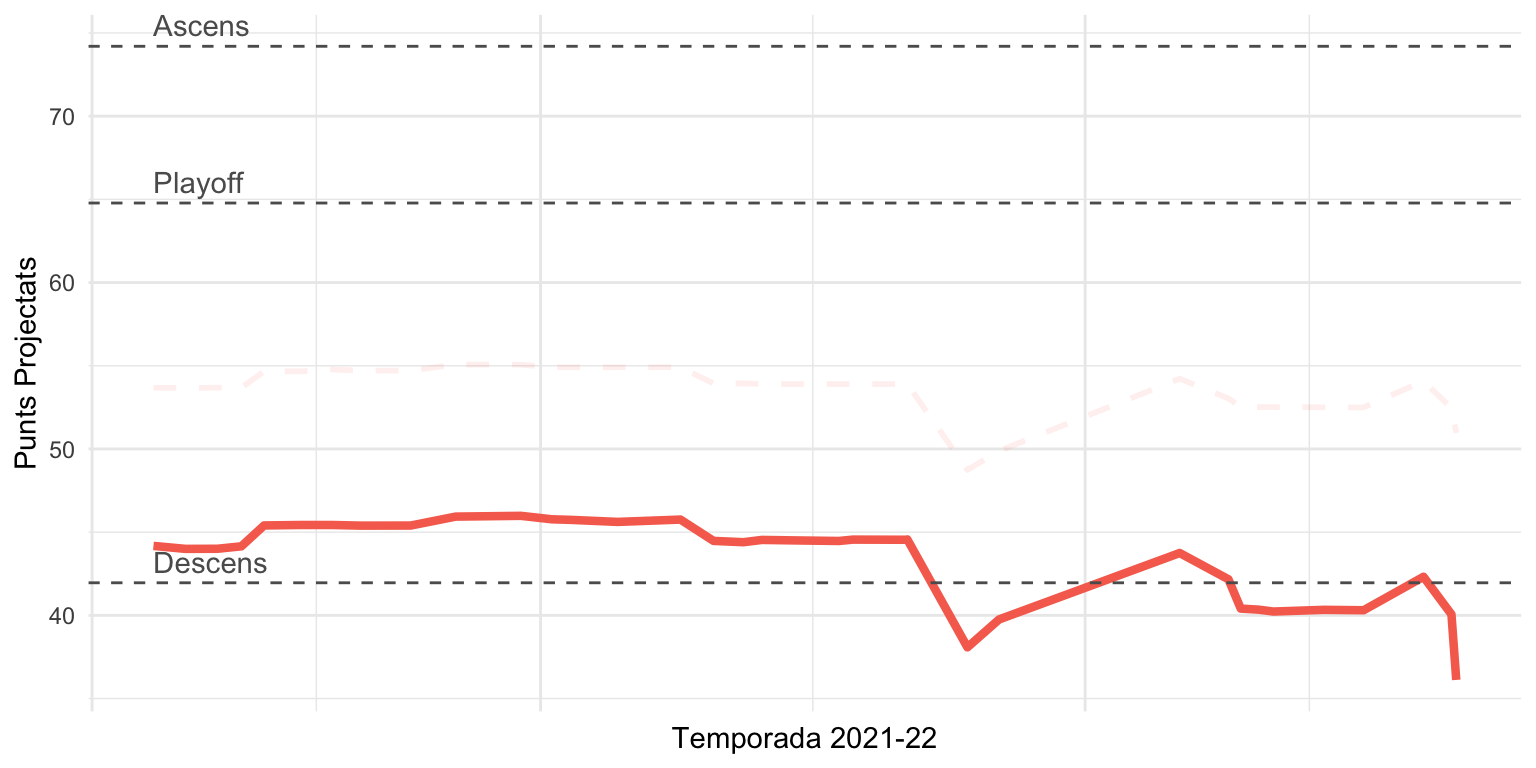 Ascens
70
Playoff
60
Punts Projectats
50
Descens
40
Temporada 2021-22